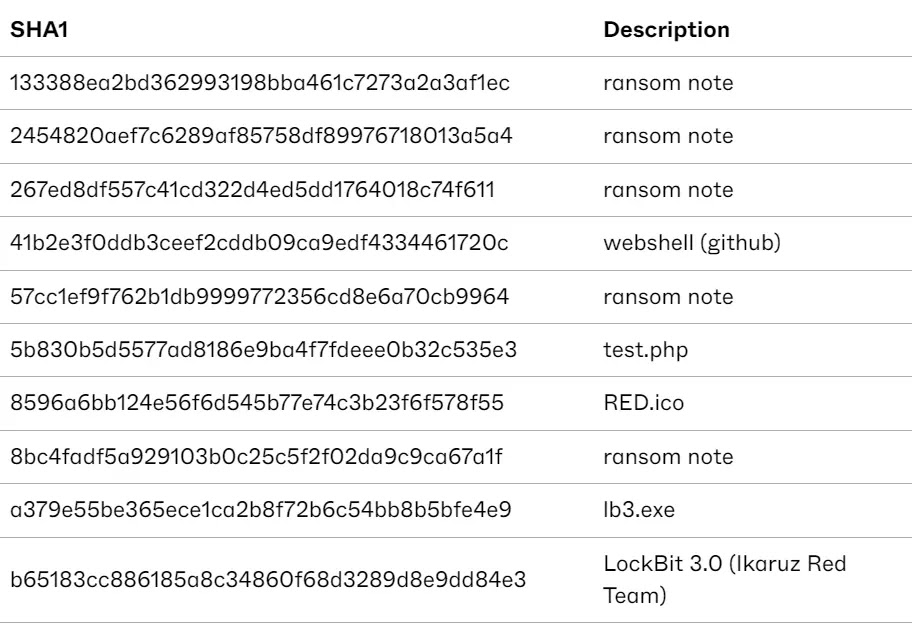 SHA1 Description
133388ea2bd362993198bba461c7273a2a3af1ec ransom note
2454820aef7c6289af85758df89976718013a5a4 ransom note
267ed8df557c41cd322d4ed5dd1764018c74f611 ransom note
41b2e3f0ddb3ceef2cddb09ca9edf4334461720c webshell (github)
57cc1ef9f762b1db9999772356cd8e6a70cb9964 ransom note
5b830b5d5577ad8186e9ba4f7fdeee0b32c535e3 test.php
8596a6bb124e56f6d545b77e74c3b23f6f578f55 RED.ico
8bc4fadf5a929103b0c25c5f2f02da9c9ca67a1f ransom note
a379e55be365ece1ca2b8f72b6c54bb8b5bfe4e9 lb3.exe
b65183cc886185a8c34860f68d3289d8e9dd84e3 LockBit 3.0 (Ikaruz Red
Team)